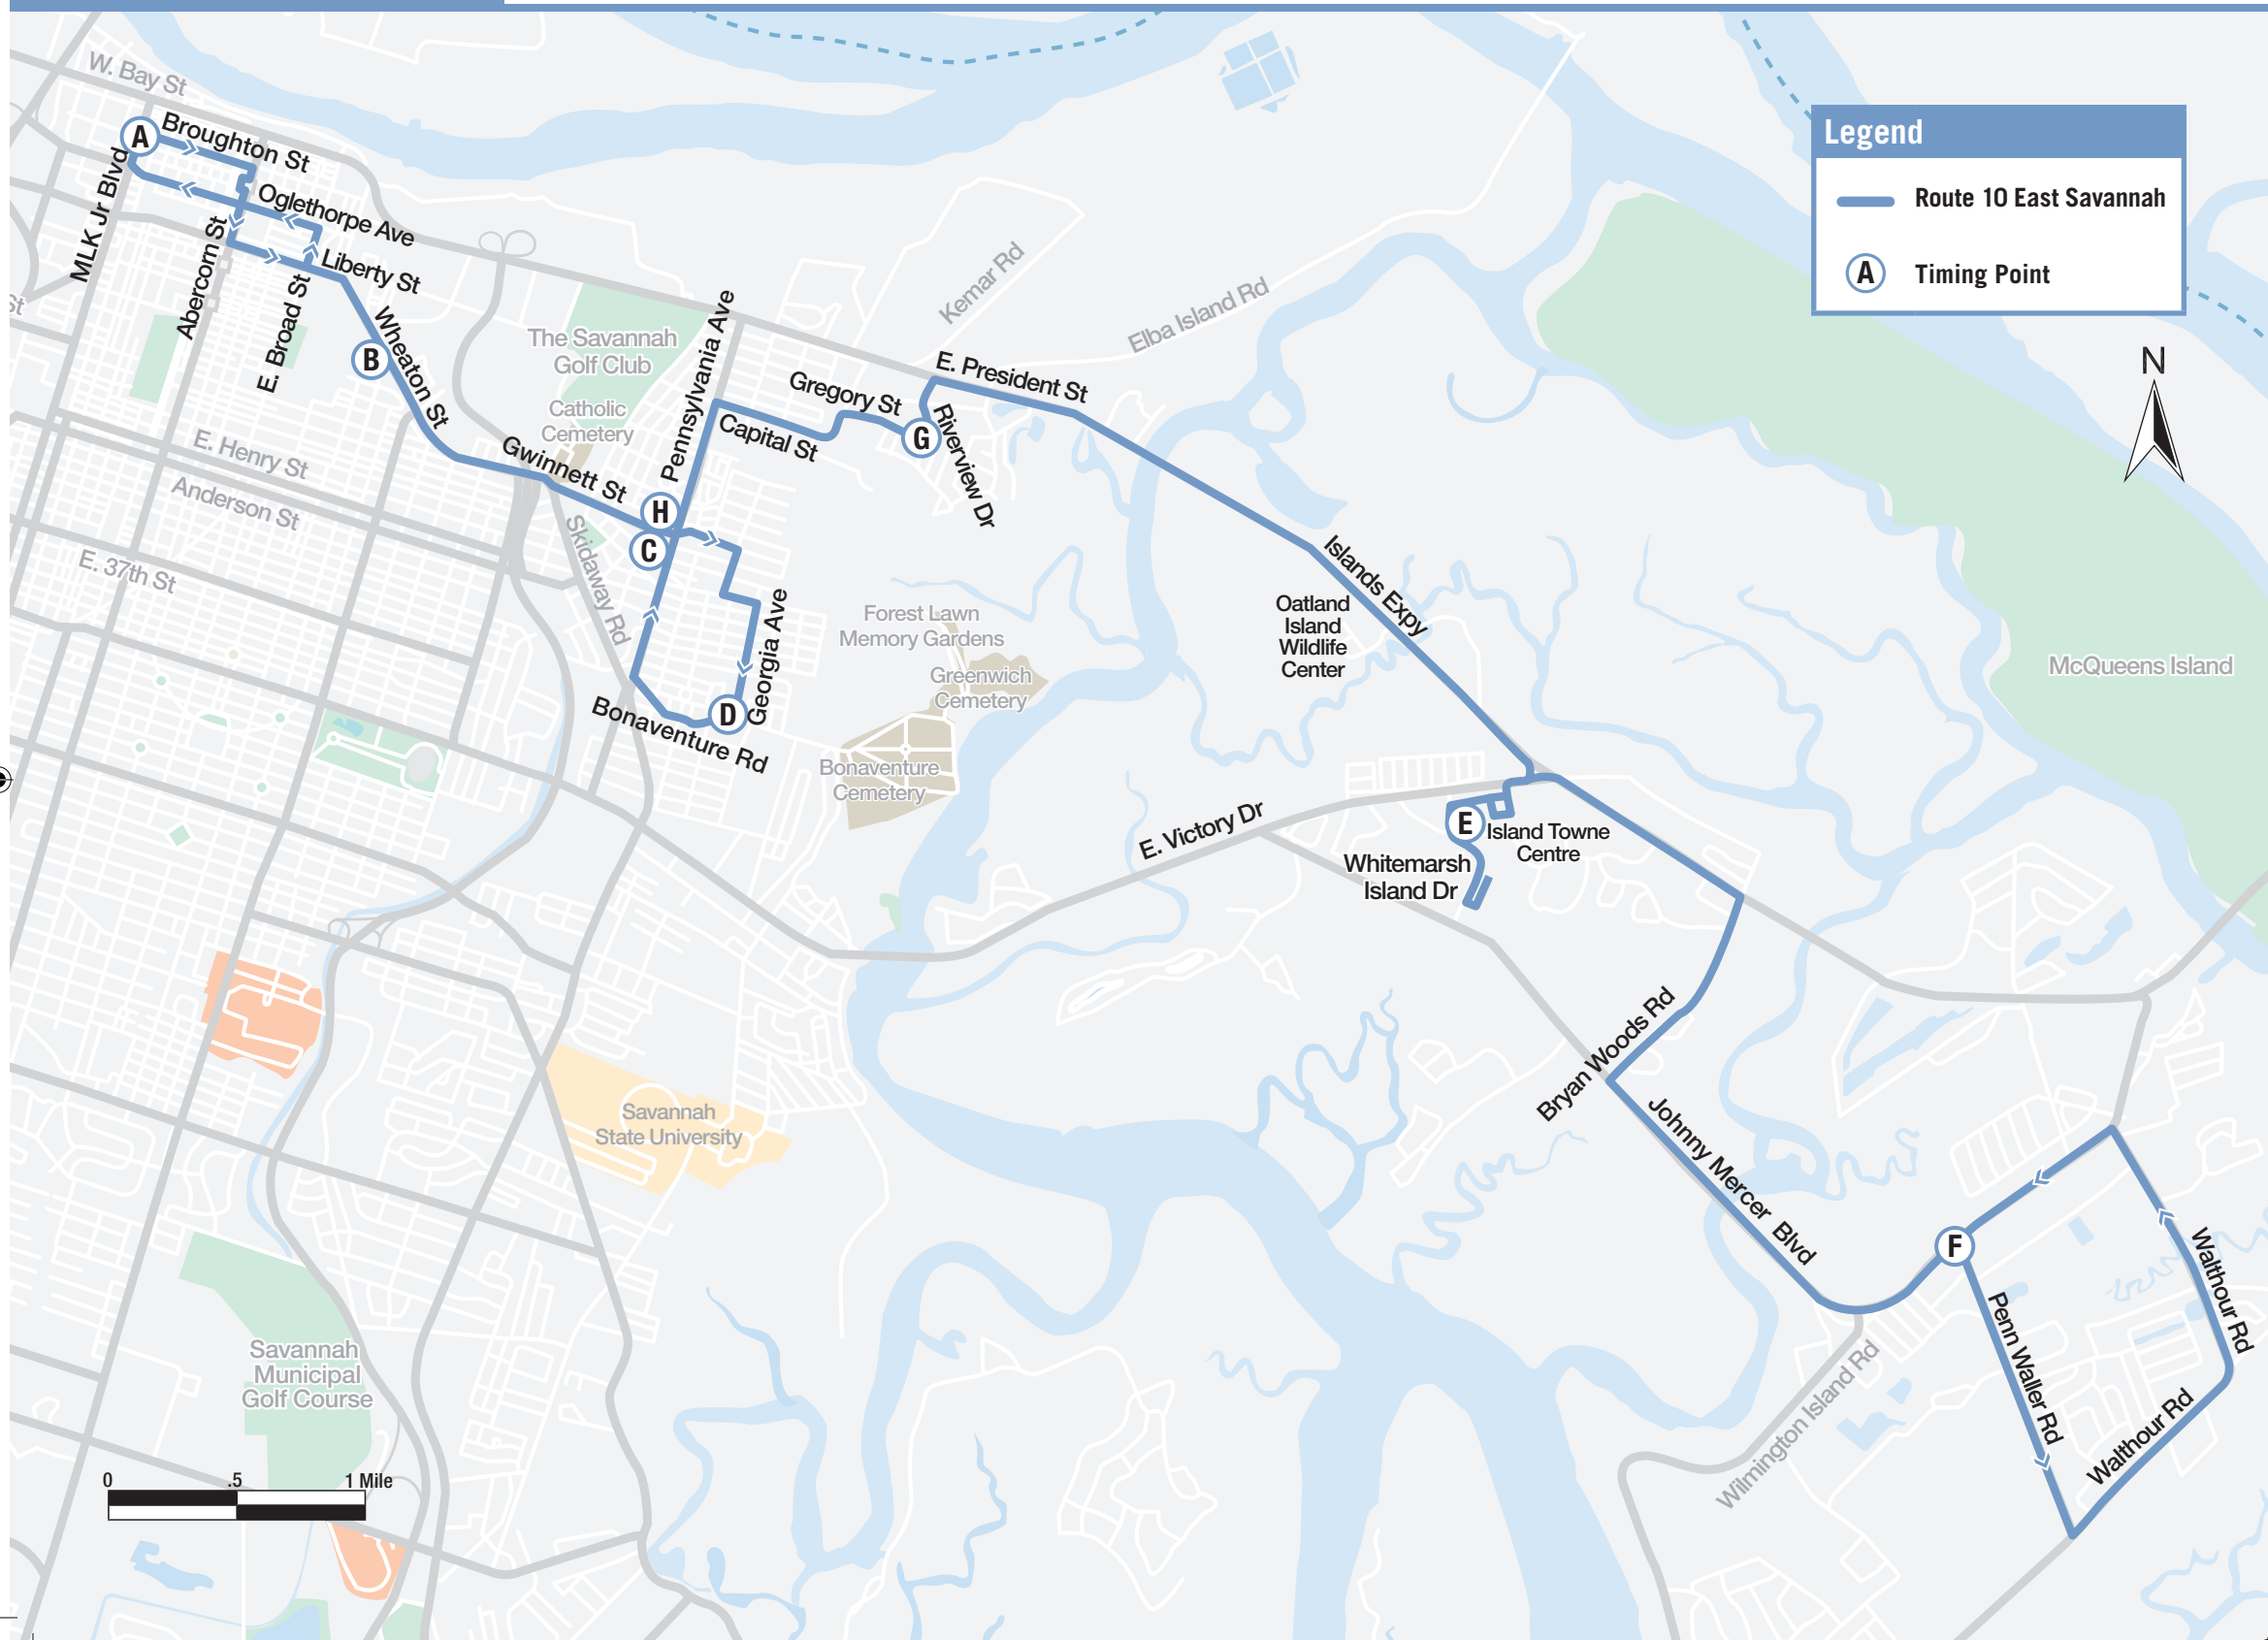 W. Bay St
Broughton St
A
MLK Jr Blvd
Oglethorpe Ave
Abercorn St
Liberty St
E. Broad St
St
Wheaton St
B
E. Henry St
Anderson St
E. 37th St
The Savannah
Golf Club
Catholic
Cemetery
Gwinnett St
Pennsylvania Ave
Capital St
Gregory St
G
Riverview Dr
E. President St
Kemar Rd
Elba Island Rd
H
C
Skidaway Rd
Georgia Ave
D
Bonaventure Rd
Forest Lawn
Memory Gardens
Greenwich
Cemetery
Bonaventure
Cemetery
Islands Expy
Oatland
Island
Wildlife
Center
E. Victory Dr
E
Island Towne
Centre
Whitemarsh
Island Dr
Bryan Woods Rd
Johnny Mercer Blvd
F
Penn Waller Rd
Walthour Rd
Walthour Rd
Wilmington Island Rd
McQueens Island
Savannah
State University
Savannah
Municipal
Golf Course
0 .5 1 Mile
Legend
Route 10 East Savannah
A Timing Point
N